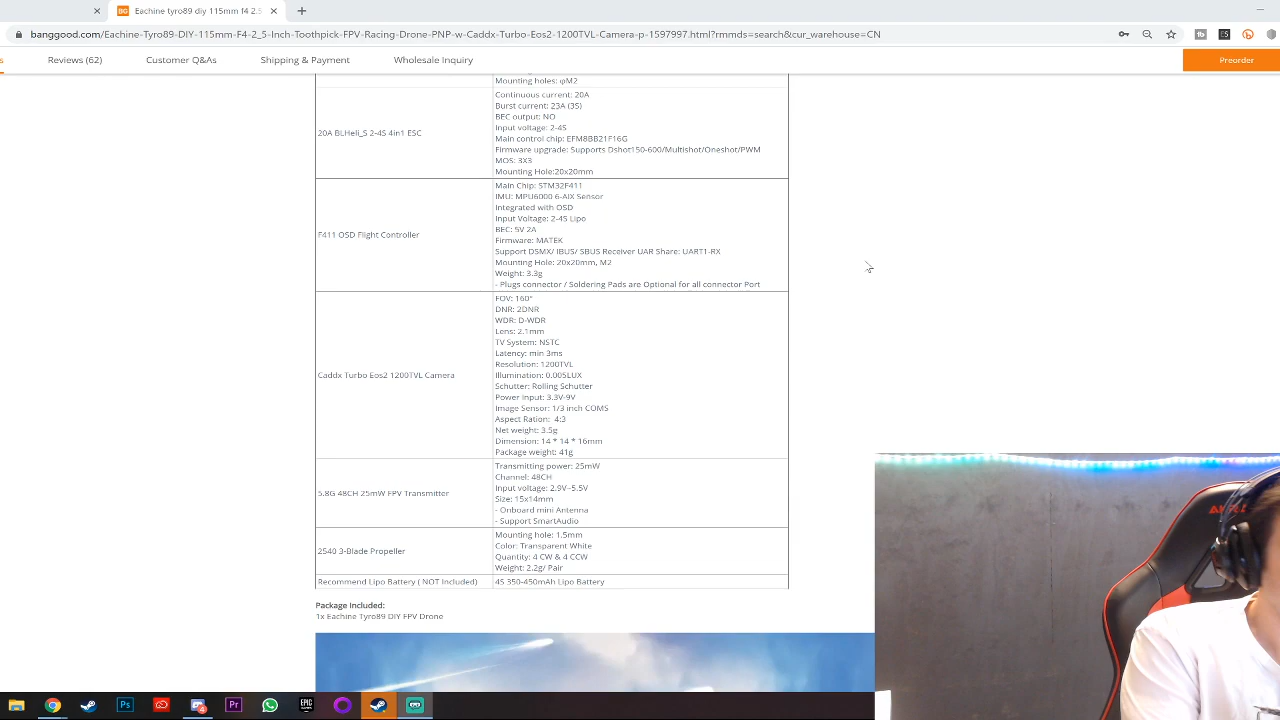 Eachine tyro89 diy 115mm f4 2.5
banggood.com/Eachine-Tyro89-DIY-115mm-F4-2_5-Inch-Toothpick-FPV-Racing-Drone-PNP-w-Caddx-Turbo-Eos2-1200TVL-Camera-p-1597997.html?rmmds=search&cur_warehouse=CN
s Reviews (62) Customer Q&As Shipping & Payment Wholesale Inquiry Preorder
Mounting holes: φM2
20A BLHeli_S 2-4S 4in1 ESC
Continuous current: 20A
Burst current: 23A (3S)
BEC output: NO
Input voltage: 2-4S
Main control chip: EFM8BB21F16G
Firmware upgrade: Supports Dshot150-600/Multishot/Oneshot/PWM
MOS: 3X3
Mounting Hole:20x20mm
F411 OSD Flight Controller
Main Chip: STM32F411
IMU: MPU6000 6-AIX Sensor
Integrated with OSD
Input Voltage: 2-4S Lipo
BEC: 5V 2A
Firmware: MATEK
Support DSMX/ IBUS/ SBUS Receiver UAR Share: UART1-RX
Mounting Hole: 20x20mm, M2
Weight: 3.3g
- Plugs connector / Soldering Pads are Optional for all connector Port
Caddx Turbo Eos2 1200TVL Camera
FOV: 160°
DNR: 2DNR
WDR: D-WDR
Lens: 2.1mm
TV System: NSTC
Latency: min 3ms
Resolution: 1200TVL
Illumination: 0.005LUX
Schutter: Rolling Schutter
Power input: 3.3V-9V
Image Sensor: 1/3 inch COMS
Aspect Ration: 4:3
Net weight: 3.5g
Dimension: 14 * 14 * 16mm
Package weight: 41g
5.8G 48CH 25mW FPV Transmitter
Transmitting power: 25mW
Channel: 48CH
Input voltage: 2.9V~5.5V
Size: 15x14mm
- Onboard mini Antenna
- Support SmartAudio
2540 3-Blade Propeller
Mounting hole: 1.5mm
Color: Transparent White
Quantity: 4 CW & 4 CCW
Weight: 2.2g/ Pair
Recommend Lipo Battery ( NOT Included) 4S 350-450mAh Lipo Battery
Package Included:
1x Eachine Tyro89 DIY FPV Drone